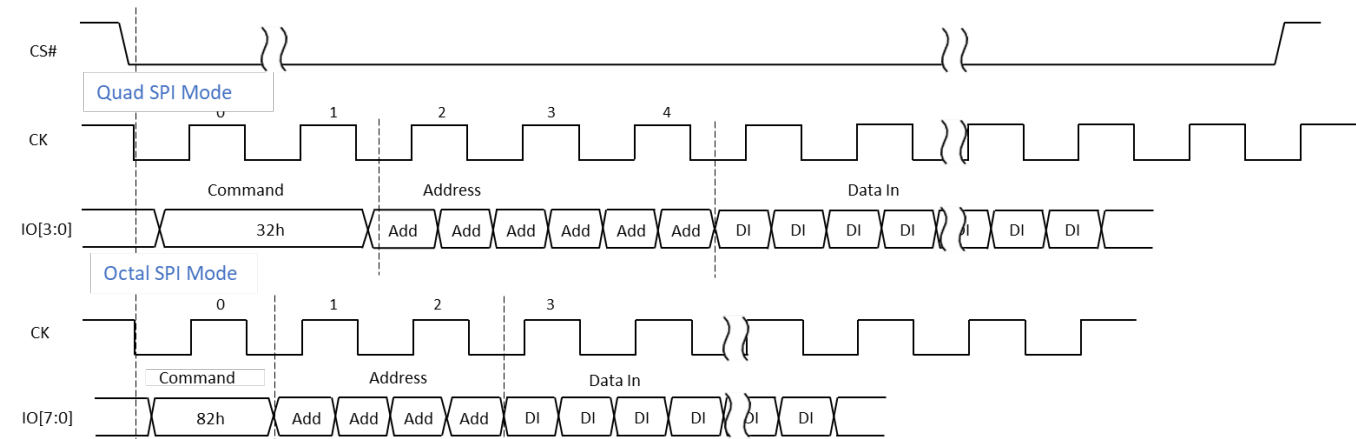 CS#
Quad SPI Mode
0 1 2 3 4
CK
Command Address Data In
IO[3:0] 32h Add Add Add Add Add Add DI DI DI DI DI DI DI
Octal SPI Mode
0 1 2 3
CK
Command Address Data In
IO[7:0] 82h Add Add Add Add DI DI DI DI DI DI